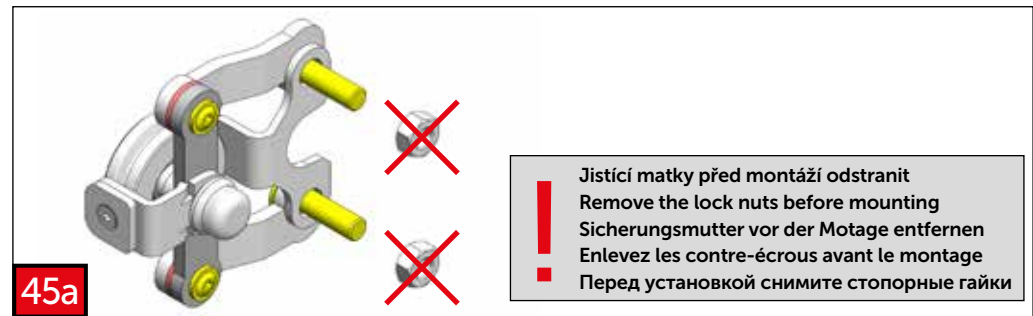 45a
!
Jistící matky před montáží odstranit
Remove the lock nuts before mounting
Sicherungsmutter vor der Motage entfernen
Enlevez les contre-écrous avant le montage
Перед установкой снимите стопорные гайки